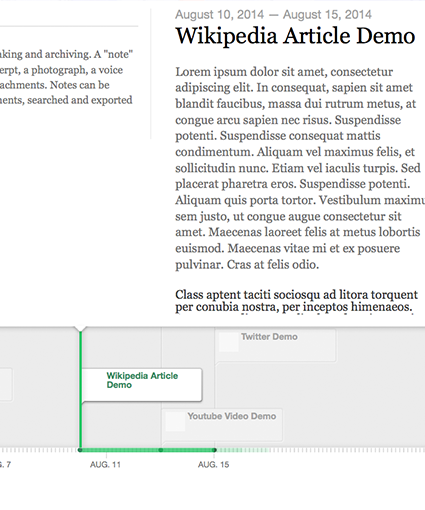 August 10, 2014 — August 15, 2014
Wikipedia Article Demo
aking and archiving. A "note"
erpt, a photograph, a voice
tachments. Notes can be
nents, searched and exported
Lorem ipsum dolor sit amet, consectetur
adipiscing elit. In consequat, sapien sit amet
blandit faucibus, massa dui rutrum metus, at
congue arcu sapien nec risus. Suspendisse
potenti. Suspendisse consequat mattis
condimentum. Aliquam vel maximus felis, et
sollicitudin nunc. Etiam vel iaculis turpis. Sed
placerat pharetra eros. Suspendisse potenti.
Aliquam quis porta tortor. Vestibulum maximu
sem justo, ut congue augue consectetur sit
amet. Maecenas laoreet felis at metus lobortis
euismod. Maecenas vitae mi et ex posuere
pulvinar. Cras at felis odio.
Class aptent taciti sociosqu ad litora torquent
per conubia nostra, per inceptos himenaeos.
Twitter Demo
Wikipedia Article
Demo
Youtube Video Demo
G. 7
AUG. 11
AUG. 15